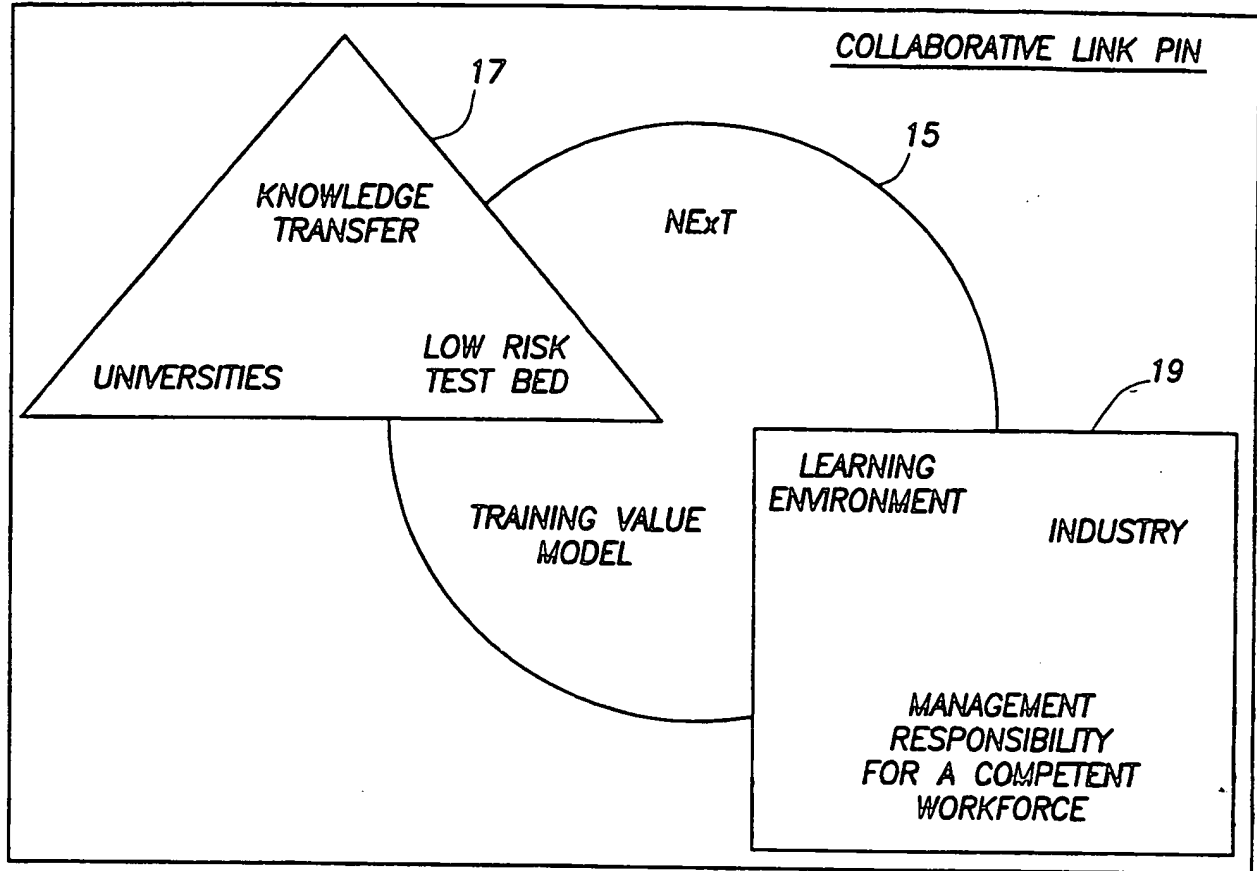 COLLABORATIVE LINK PIN
17
15
KNOWLEDGE
TRANSFER
NExT
UNIVERSITIES
LOW RISK
TEST BED
19
LEARNING
ENVIRONMENT
INDUSTRY
TRAINING VALUE
MODEL
MANAGEMENT
RESPONSIBILITY
FOR A COMPETENT
WORKFORCE